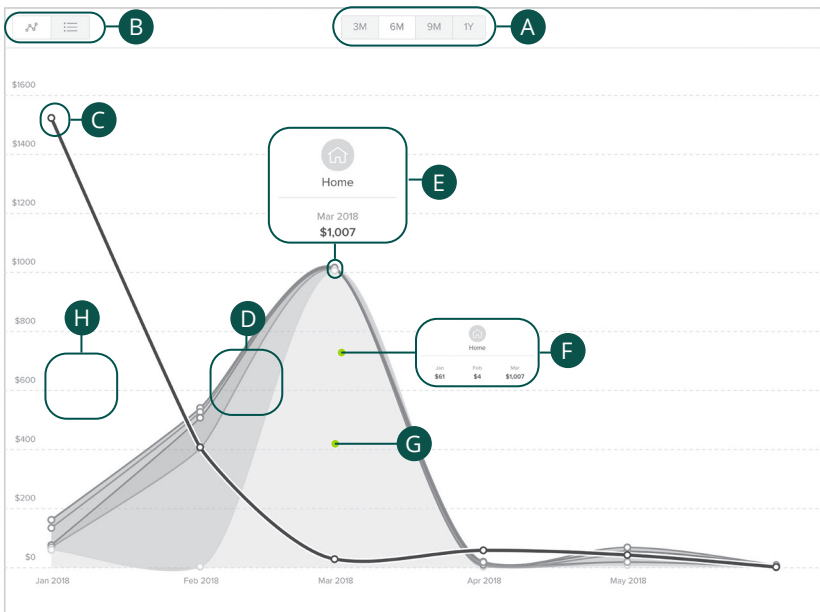 B
3M 6M 9M 1Y
A
$1600
C
$1400
Home
Mar 2018
$1,007
E
$1200
$1000
$800
H
D
Home
Jan Feb Mar
$61 $4 $1,007
F
$600
$400
G
$200
$0
Jan 2018 Feb 2018 Mar 2018 Apr 2018 May 2018